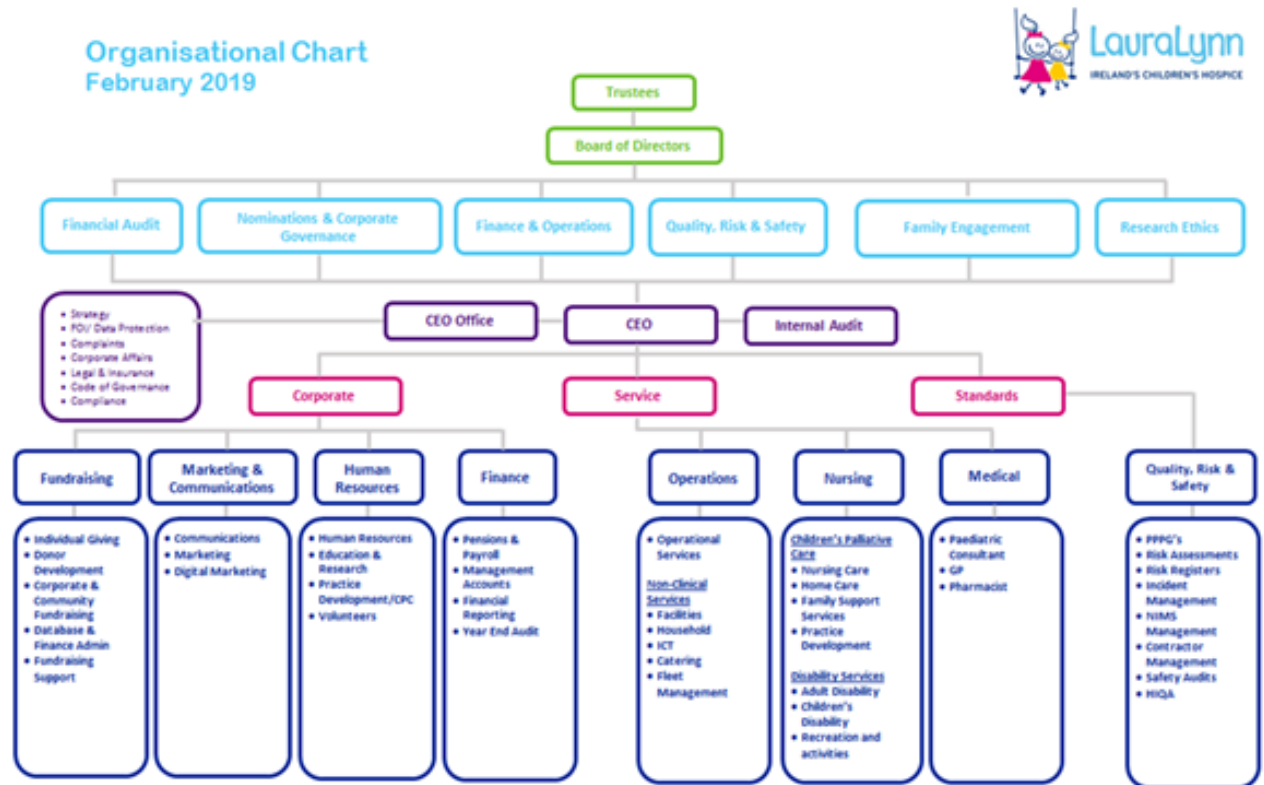 Organisational Chart
February 2019
LauraLynn
IRELAND'S CHILDREN'S HOSPICE
Trustees
Board of Directors
Financial Audit
Nominations & Corporate
Governance
Finance & Operations
Quality, Risk & Safety
Family Engagement
Research Ethics
• Strategy
• FOI/ Data Protection
• Complaints
• Corporate Affairs
• Legal & Insurance
• Code of Governance
• Compliance
CEO Office
CEO
Internal Audit
Corporate
Service
Standards
Fundraising
Marketing &
Communications
Human
Resources
Finance
Operations
Nursing
Medical
Quality, Risk &
Safety
• Individual Giving
• Donor
Development
• Corporate &
Community
Fundraising
• Database &
Finance Admin
• Fundraising
Support
• Communications
• Marketing
• Digital Marketing
• Human Resources
• Education &
Research
• Practice
Development/CPC
• Volunteers
• Pensions &
Payroll
• Management
Accounts
• Financial
Reporting
• Year End Audit
• Operational
Services
Non-Clinical
Services
• Facilities
• Household
• ICT
• Catering
• Fleet
Management
Children's Palliative
Care
• Nursing Care
• Home Care
• Family Support
Services
• Practice
Development
Disability Services
• Adult Disability
• Children's
Disability
• Recreation and
activities
• Paediatric
Consultant
• GP
• Pharmacist
• PPPG's
• Risk Assessments
• Risk Registers
• Incident
Management
• NIMS
Management
• Contractor
Management
• Safety Audits
• HIQA